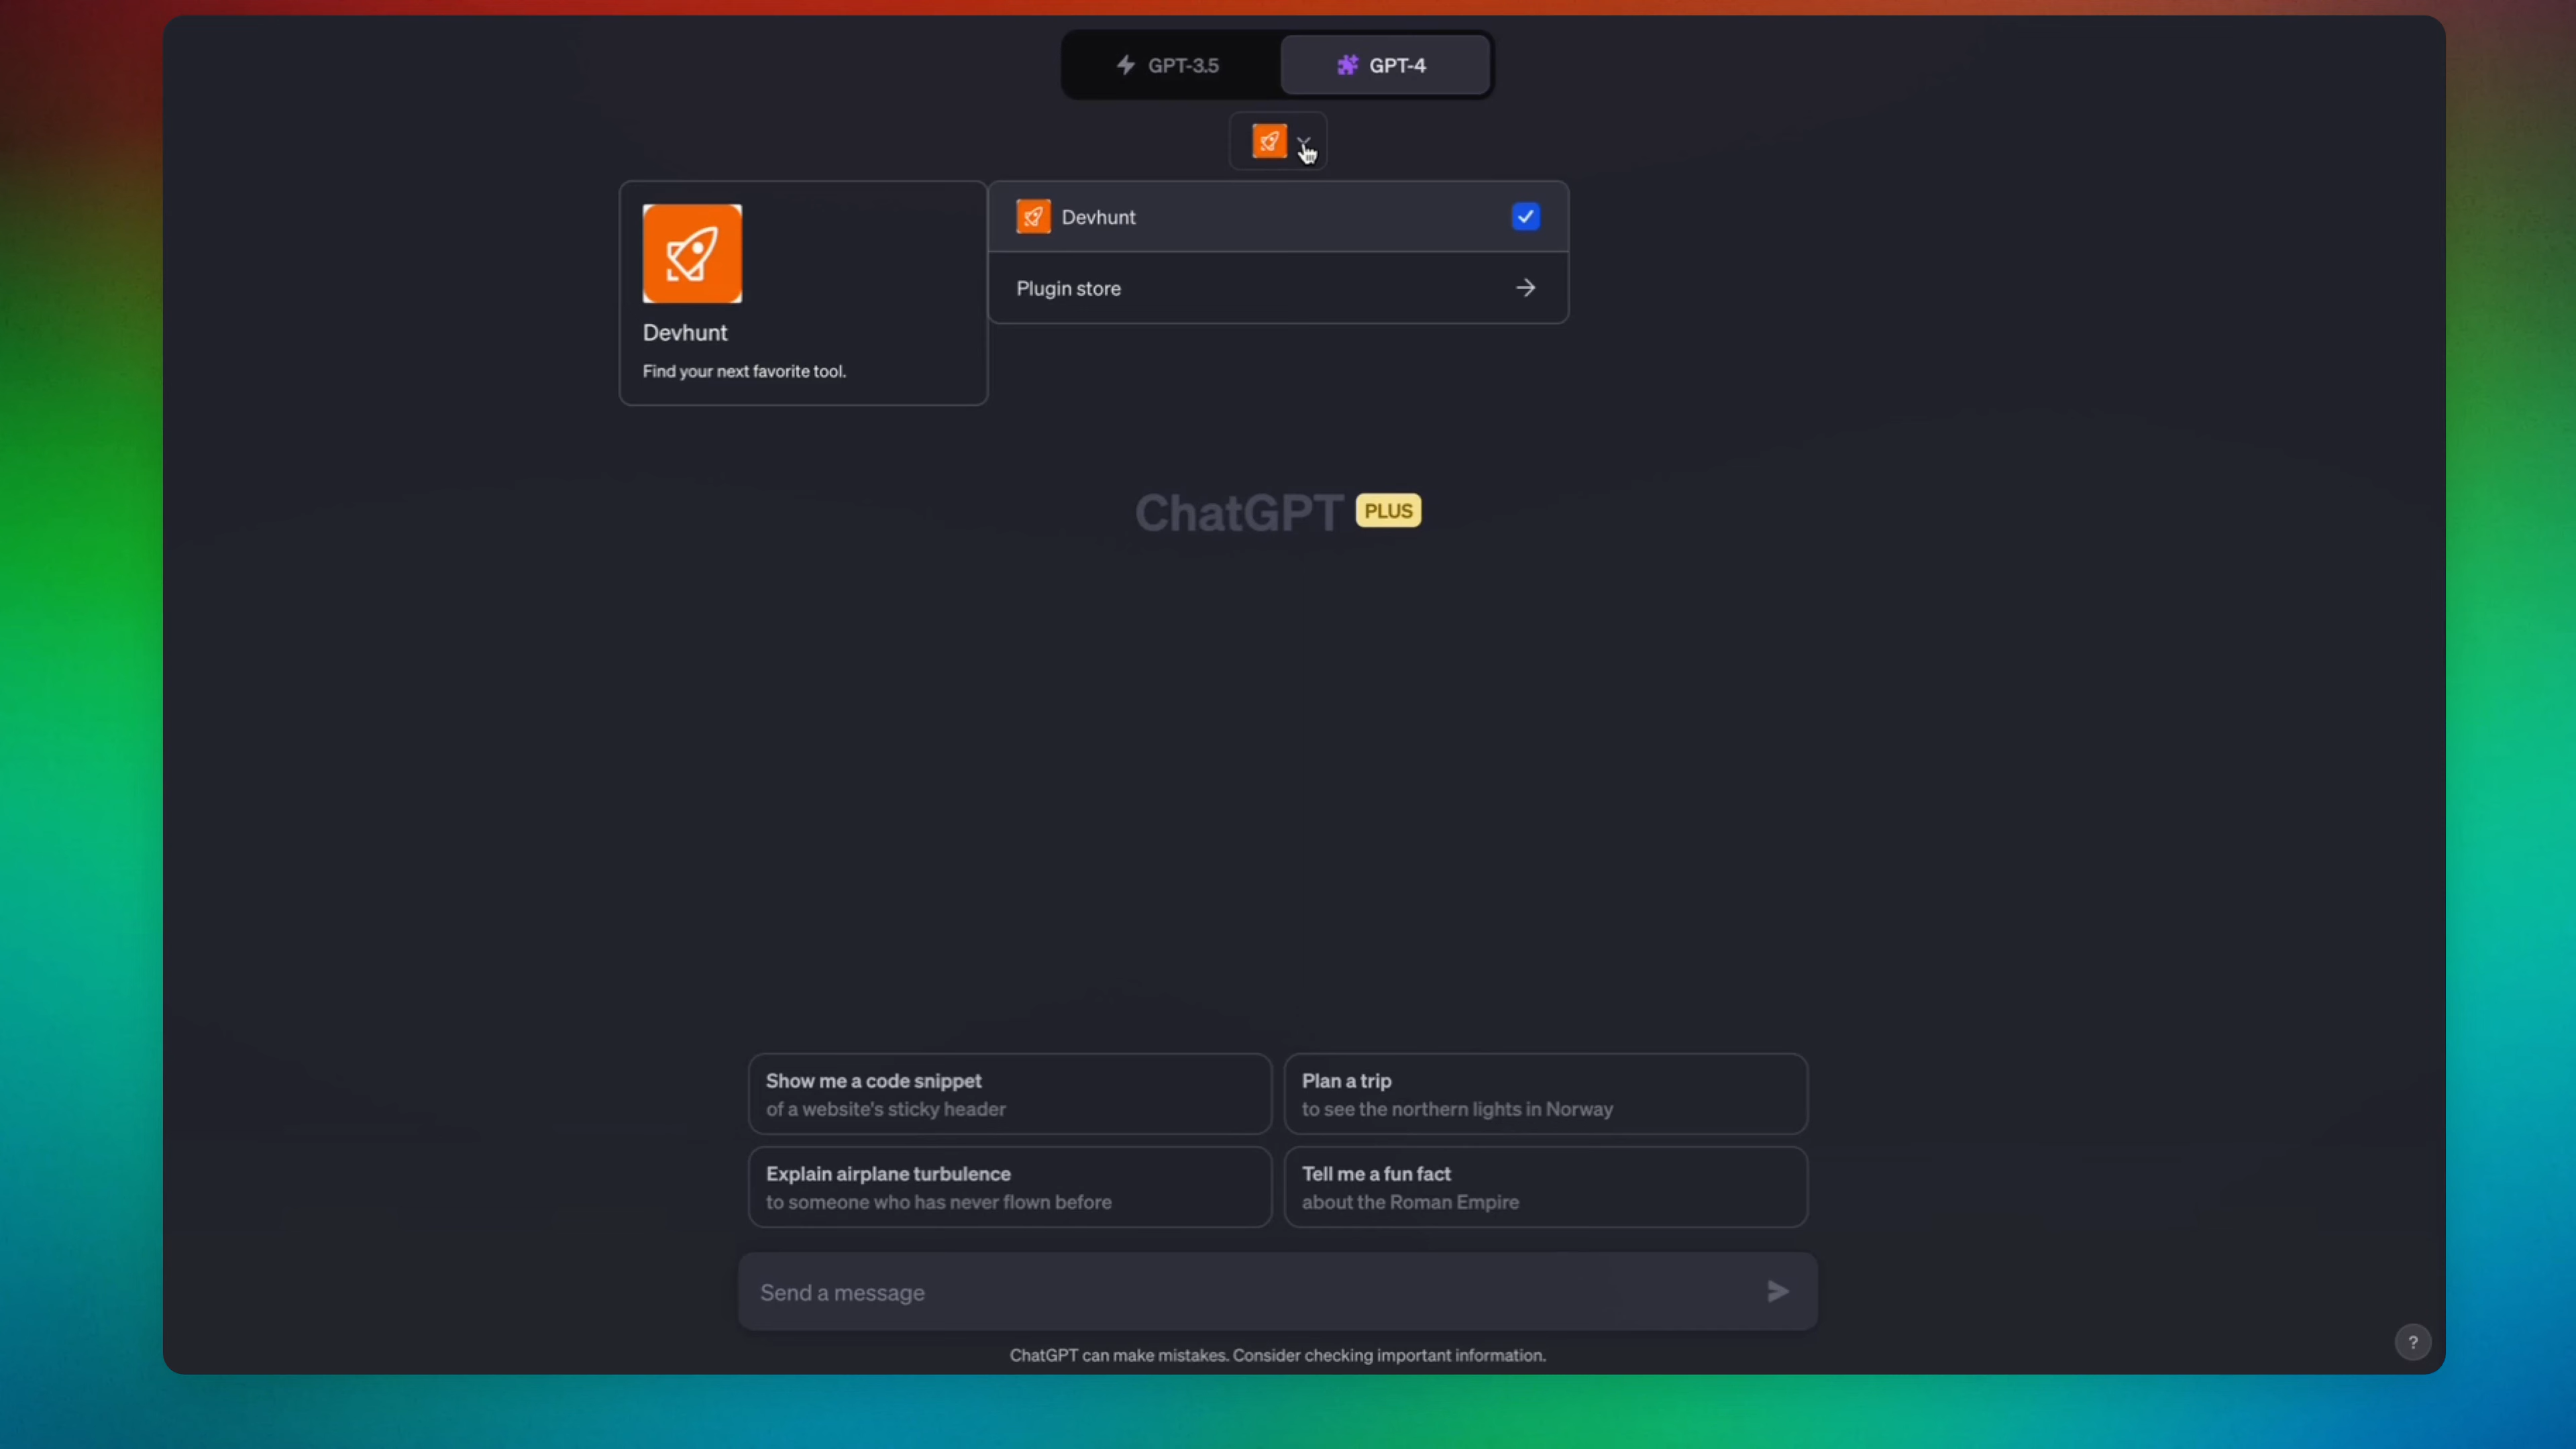 GPT-3.5
GPT-4
Devhunt
Plugin store
Devhunt
Find your next favorite tool.
ChatGPT PLUS
Show me a code snippet
of a website's sticky header
Plan a trip
to see the northern lights in Norway
Explain airplane turbulence
to someone who has never flown before
Tell me a fun fact
about the Roman Empire
Send a message
ChatGPT can make mistakes. Consider checking important information.
?